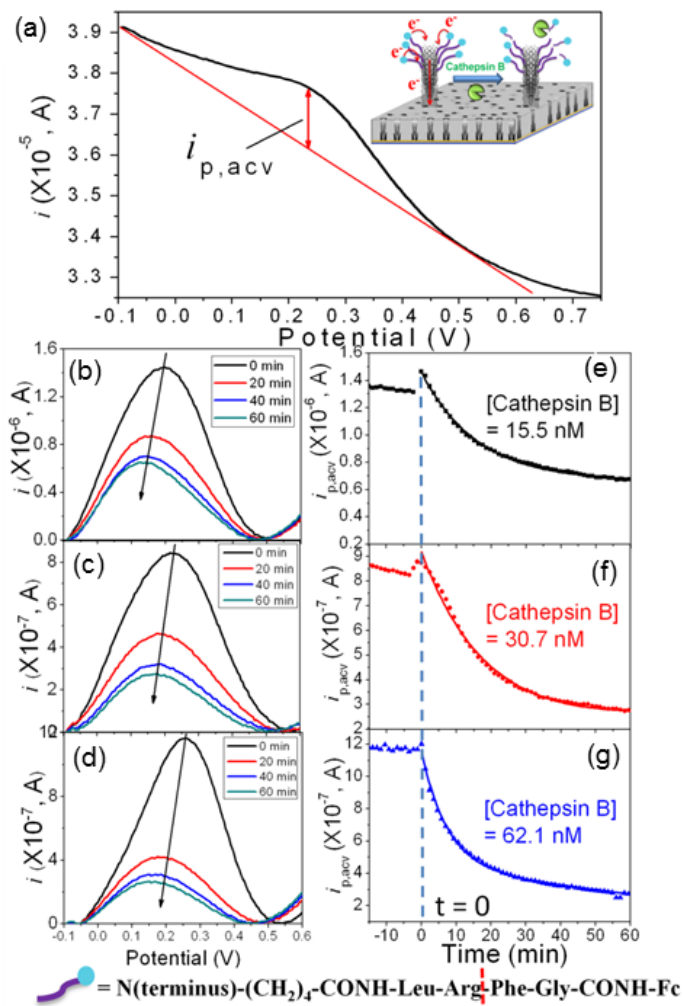 (a)
3.9
3.8
3.7
3.6
3.4
3.3
i (X10⁻⁵, A)
i p,acv
e⁻ e⁻
e⁻
e⁻
Cathepsin B
-0.1 0.0 0.1 0.2 0.3 0.4 0.5 0.6 0.7
Potential (V)
(b)
1.6
1.2
0.8
0.4
0.0
i (X10⁻⁶, A)
0 min
20 min
40 min
60 min
(e)
1.6
1.4
1.2
1.0
0.8
0.6
0.4
0.2
i p,acv (X10⁻⁶, A)
[Cathepsin B]
= 15.5 nM
(c)
8
6
4
2
0
i (X10⁻⁷, A)
0 min
20 min
40 min
60 min
(f)
9
8
7
6
5
4
3
2
i p,acv (X10⁻⁷, A)
[Cathepsin B]
= 30.7 nM
(d)
12
8
4
0
i (X10⁻⁷, A)
0 min
20 min
40 min
60 min
-0.1 0.0 0.1 0.2 0.3 0.4 0.5 0.6
Potential (V)
(g)
12
10
8
6
4
2
i p,acv (X10⁻⁷, A)
[Cathepsin B]
= 62.1 nM
t = 0
-10 0 10 20 30 40 50 60
Time (min)
= N(terminus)-(CH₂)₄-CONH-Leu-Arg-Phe-Gly-CONH-Fc